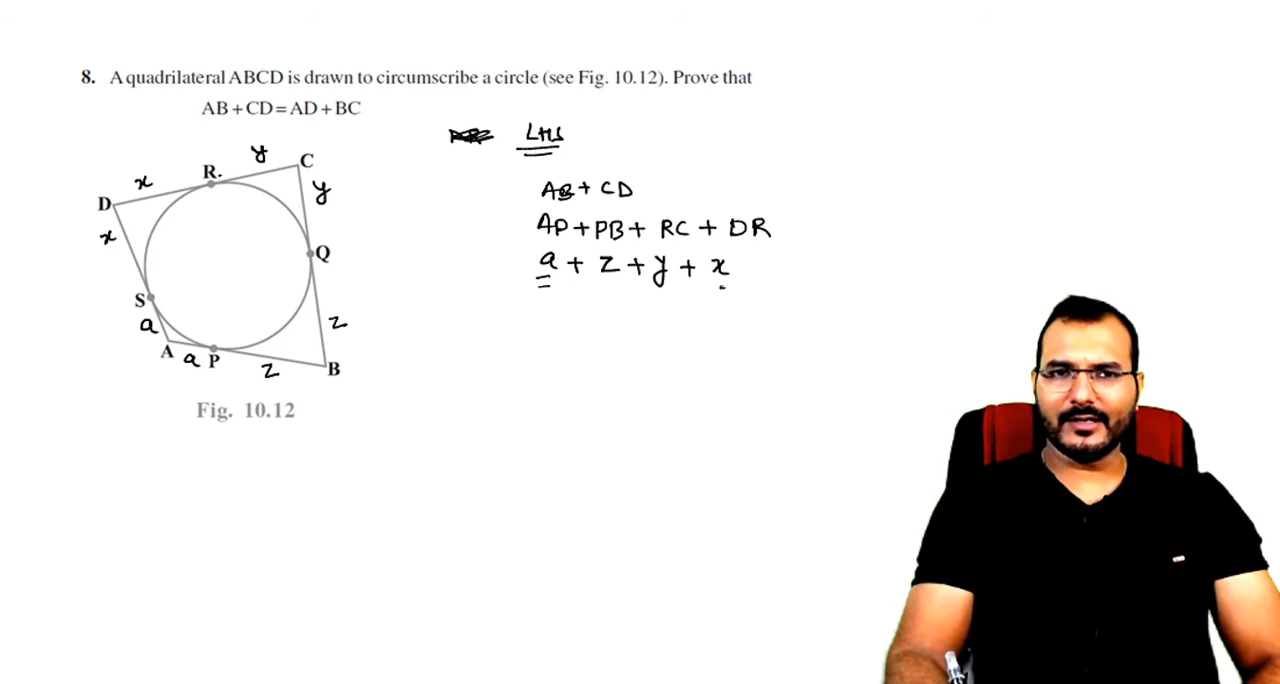 8. A quadrilateral ABCD is drawn to circumscribe a circle (see Fig. 10.12). Prove that
AB + CD = AD + BC
LHS
AB + CD
AP + PB + RC + DR
a + z + y + x
y
C
R.
x
y
D
x
Q
S
a
z
A
a
P
z
B
Fig. 10.12